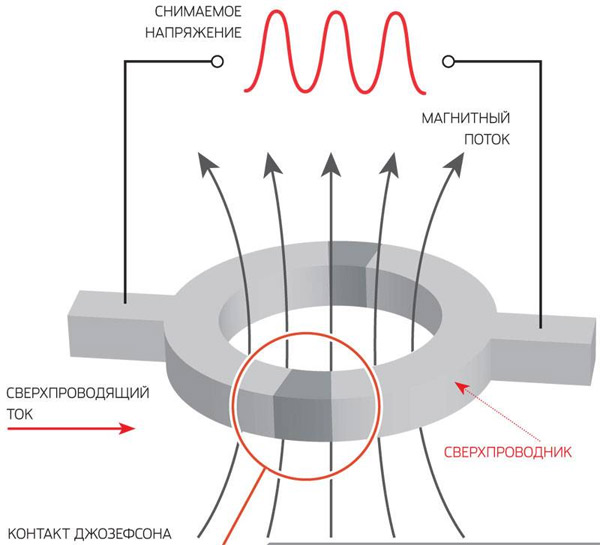 СНИМАЕМОЕ
НАПРЯЖЕНИЕ
МАГНИТНЫЙ
ПОТОК
СВЕРХПРОВОДЯЩИЙ
ТОК
СВЕРХПРОВОДНИК
КОНТАКТ ДЖОЗЕФСОНА